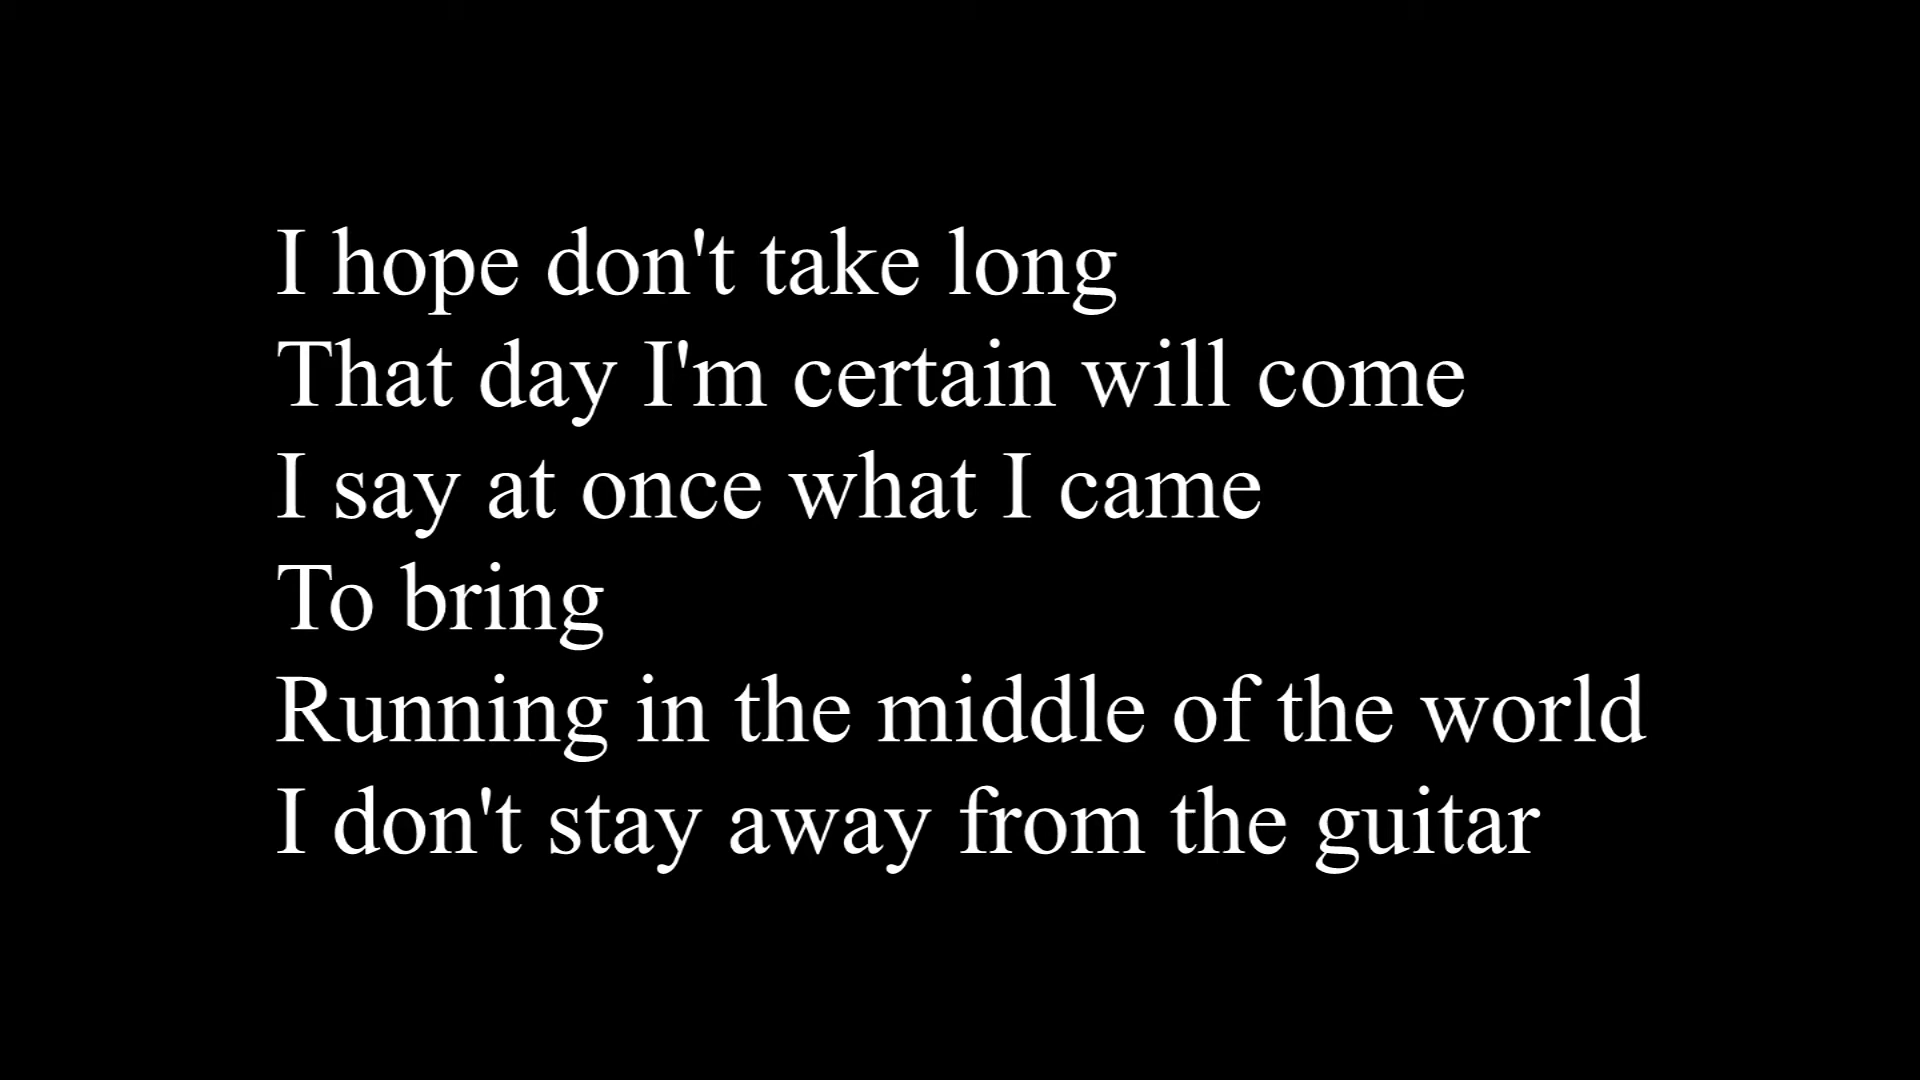 I hope don't take long
That day I'm certain will come
I say at once what I came
To bring
Running in the middle of the world
I don't stay away from the guitar